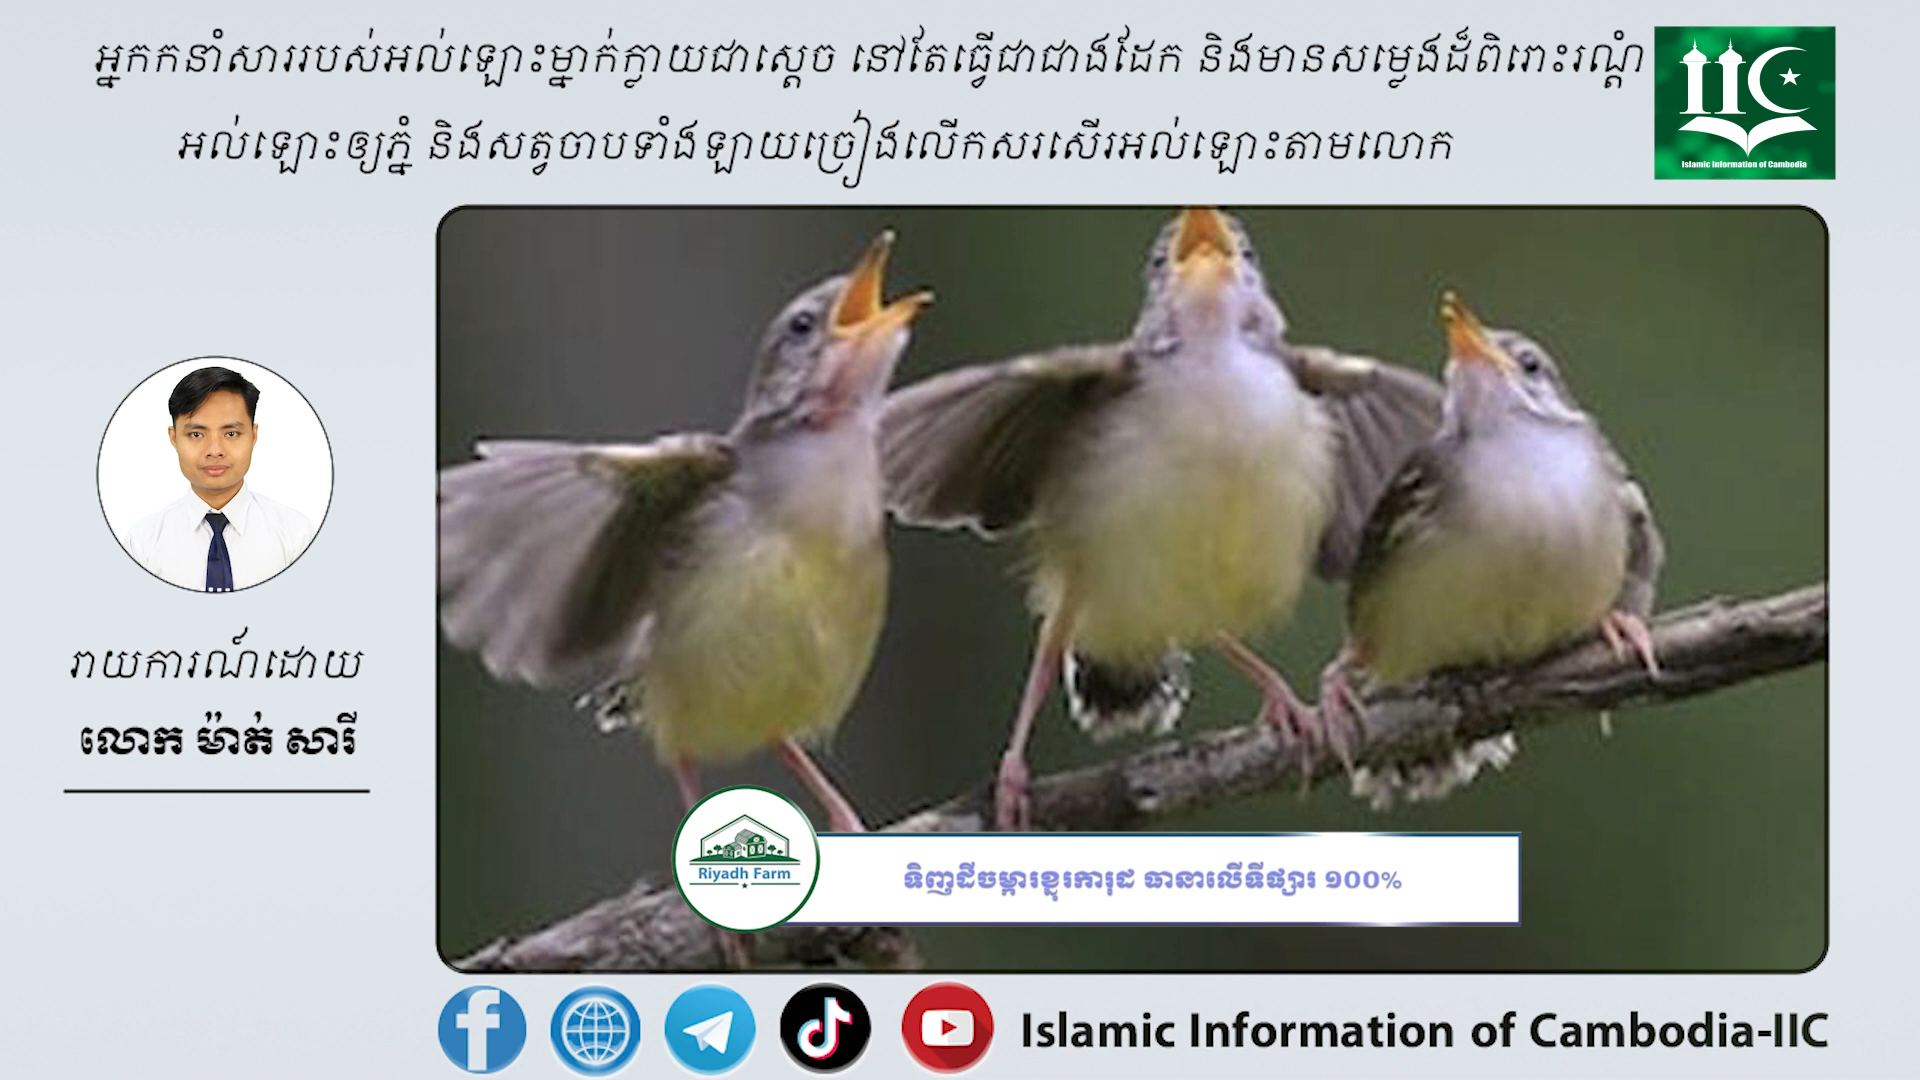 អ្នកកនាំសាររបស់អល់ឡោះម្នាក់ក្លាយជាស្តេច នៅតែធ្វើជាជាងដែក និងមានសម្លេងដ៏ពិរោះរណ្តំ
អល់ឡោះឲ្យភ្នំ និងសត្វចាបទាំងឡាយច្រៀងលើកសរសើរអល់ឡោះតាមលោក
IIC
Islamic Information of Cambodia
រាយការណ៍ដោយ
លោក ម៉ាត់ សារី
Riyadh Farm
ទិញដីចម្ការខ្នុរការុដ ធានាលើទីផ្សារ ១០០%
Islamic Information of Cambodia-IIC